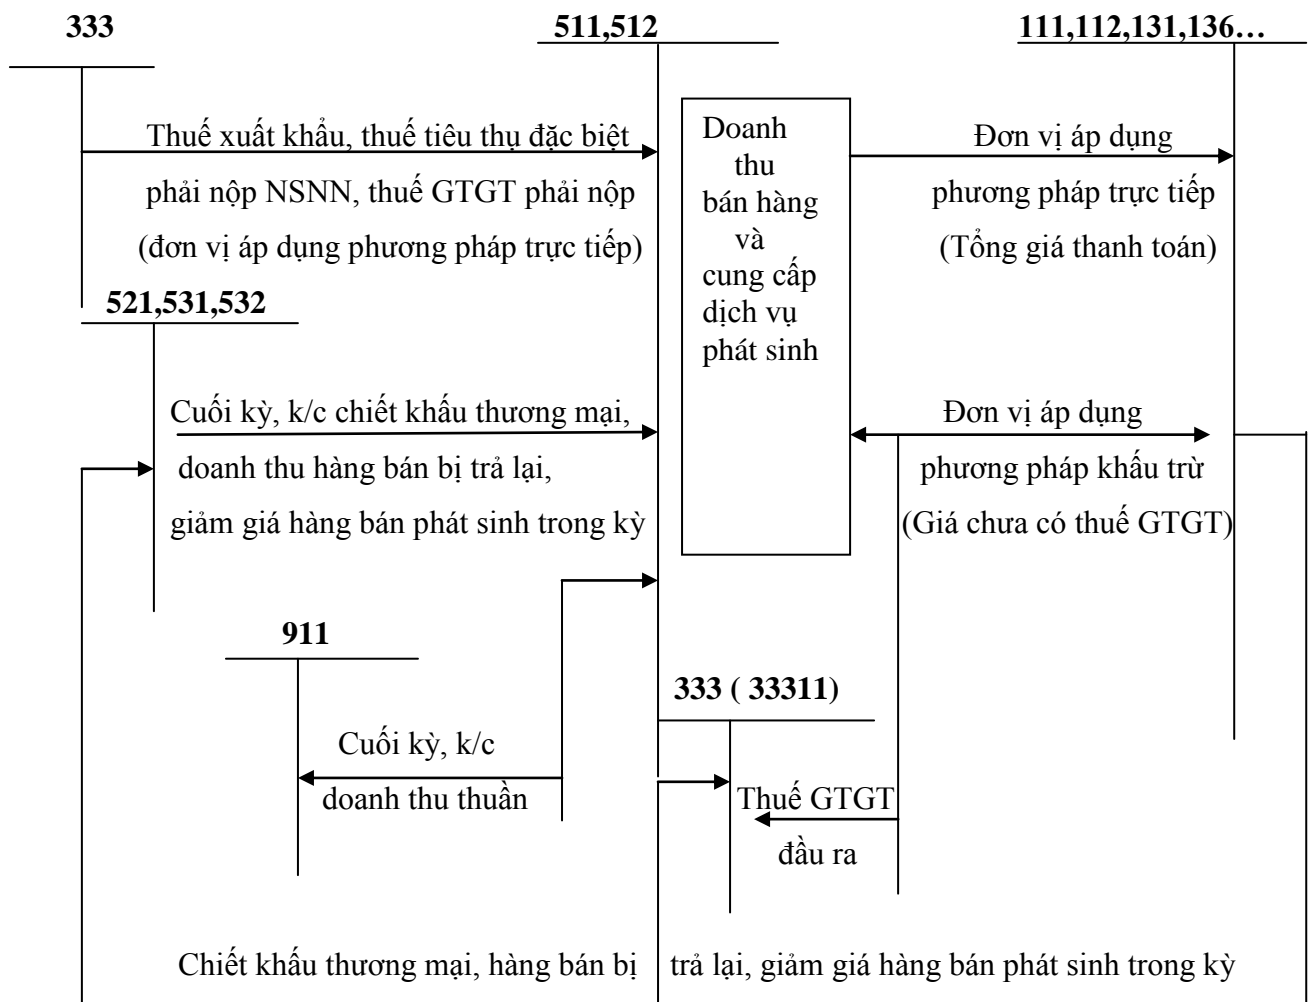 333
511,512
111,112,131,136…
Thuế xuất khẩu, thuế tiêu thụ đặc biệt
phải nộp NSNN, thuế GTGT phải nộp
(đơn vị áp dụng phương pháp trực tiếp)
Doanh
thu
bán hàng
và
cung cấp
dịch vụ
phát sinh
Đơn vị áp dụng
phương pháp trực tiếp
(Tổng giá thanh toán)
521,531,532
Cuối kỳ, k/c chiết khấu thương mại,
doanh thu hàng bán bị trả lại,
giảm giá hàng bán phát sinh trong kỳ
Đơn vị áp dụng
phương pháp khấu trừ
(Giá chưa có thuế GTGT)
911
333 ( 33311)
Cuối kỳ, k/c
doanh thu thuần
Thuế GTGT
đầu ra
Chiết khấu thương mại, hàng bán bị trả lại, giảm giá hàng bán phát sinh trong kỳ